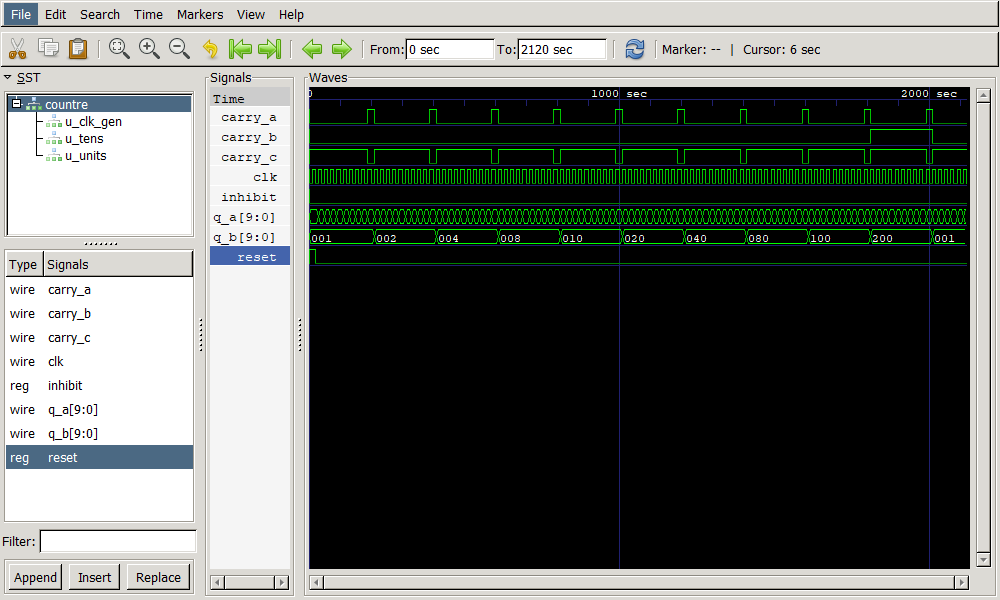 File Edit Search Time Markers View Help
From: 0 sec To: 2120 sec Marker: -- | Cursor: 6 sec
SST
countre
u_clk_gen
u_tens
u_units
Type Signals
wire carry_a
wire carry_b
wire carry_c
wire clk
reg inhibit
wire q_a[9:0]
wire q_b[9:0]
reg reset
Filter:
Append Insert Replace
Signals
Time
carry_a
carry_b
carry_c
clk
inhibit
q_a[9:0]
q_b[9:0]
reset
Waves
0 1000 sec 2000 sec
001 002 004 008 010 020 040 080 100 200 001